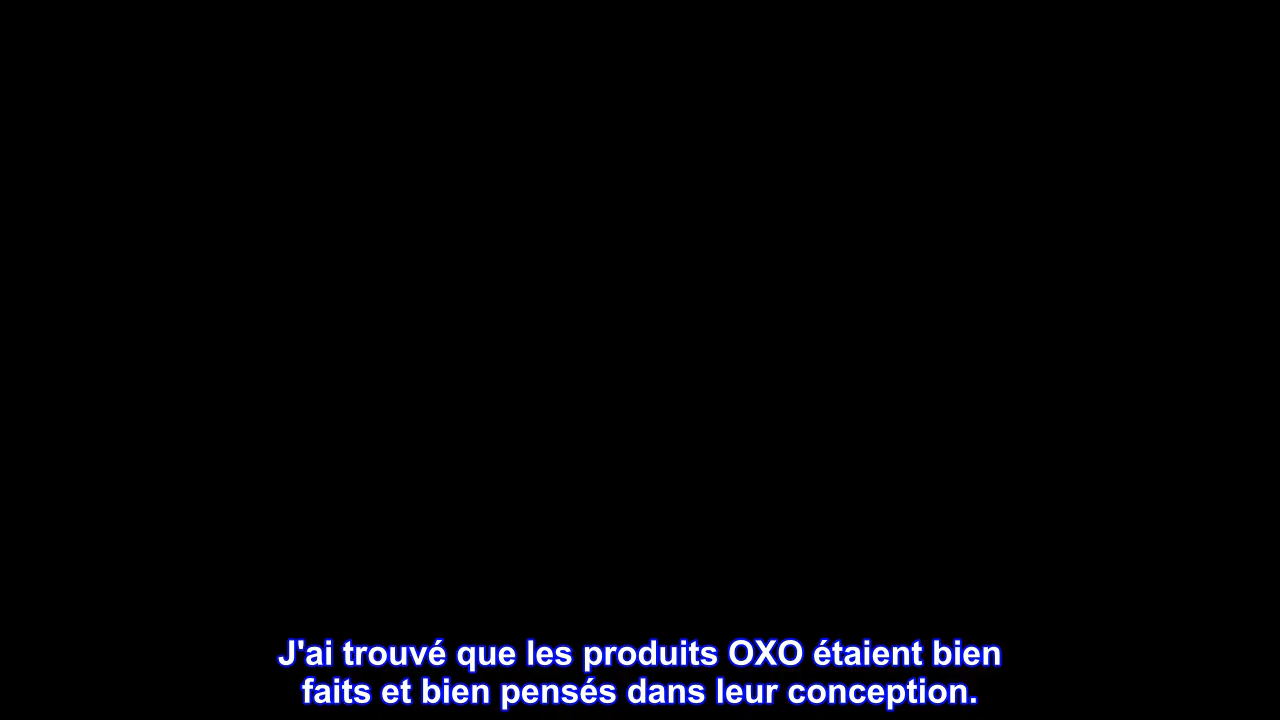 J'ai trouvé que les produits OXO étaient bien
faits et bien pensés dans leur conception.